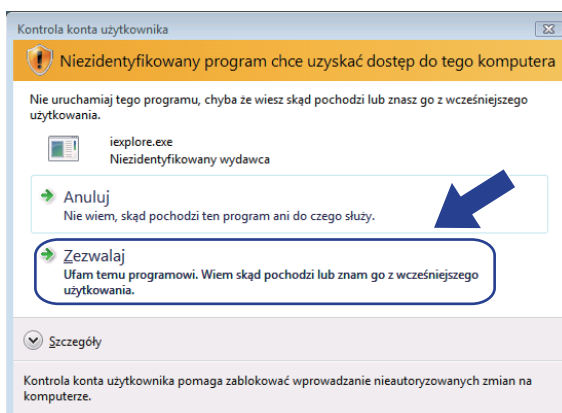 Kontrola konta użytkownika
Niezidentyfikowany program chce uzyskać dostęp do tego komputera
Nie uruchamiaj tego programu, chyba że wiesz skąd pochodzi lub znasz go z wcześniejszego
użytkowania.
iexplore.exe
Niezidentyfikowany wydawca
Anuluj
Nie wiem, skąd pochodzi ten program ani do czego służy.
Zezwalaj
Ufam temu programowi. Wiem skąd pochodzi lub znam go z wcześniejszego
użytkowania.
Szczegóły
Kontrola konta użytkownika pomaga zablokować wprowadzanie nieautoryzowanych zmian na
komputerze.